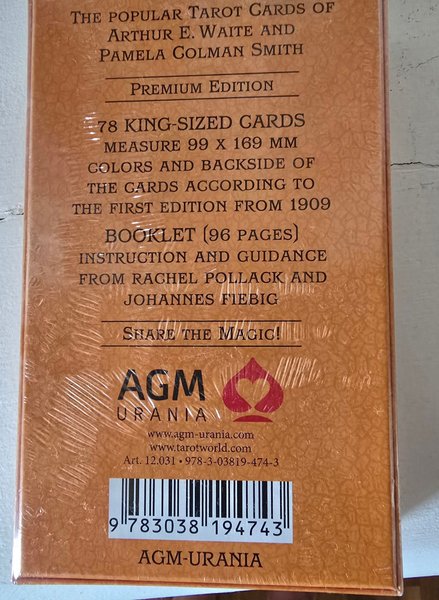 The popular Tarot Cards of
Arthur E. Waite and
Pamela Colman Smith
Premium Edition
78 KING-SIZED CARDS
measure 99 x 169 mm
colors and backside of
the cards according to
the first edition from 1909
BOOKLET (96 PAGES)
instruction and guidance
from Rachel Pollack and
Johannes Fiebig
Share the Magic!
AGM
URANIA
www.agm-urania.com
www.tarotworld.com
Art. 12.031 • 978-3-03819-474-3
9 783038 194743
AGM-URANIA